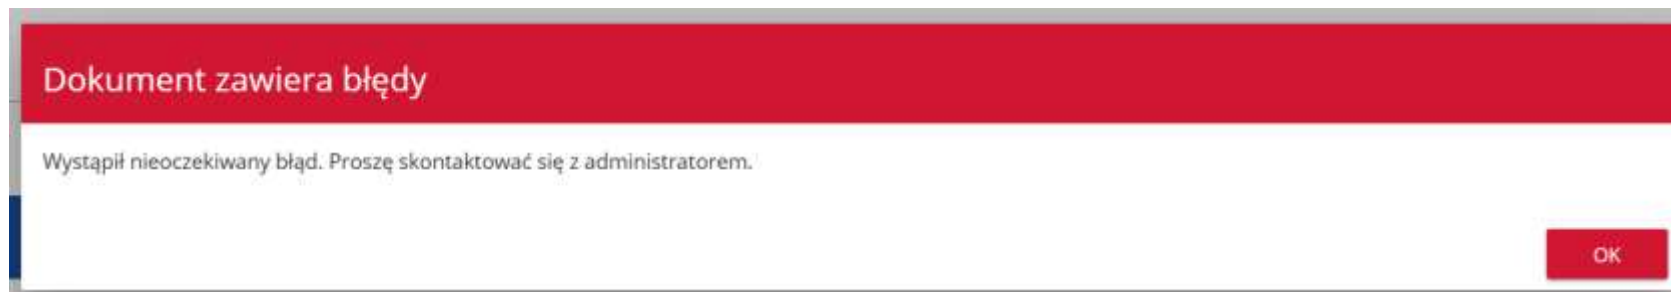 Dokument zawiera błędy
Wystąpił nieoczekiwany błąd. Proszę skontaktować się z administratorem.
OK